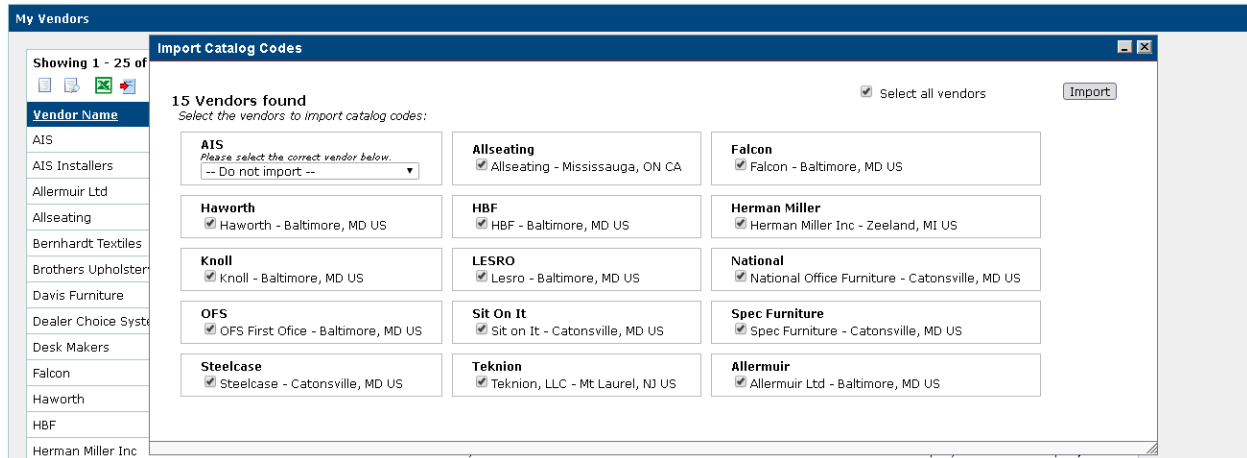 My Vendors
Import Catalog Codes
Showing 1 - 25 of
15 Vendors found
Select all vendors
Import
Select the vendors to import catalog codes:
Vendor Name
AIS
AIS Installers
Allermuir Ltd
Allseating
Bernhardt Textiles
Brothers Upholstery
Davis Furniture
Dealer Choice Syste
Desk Makers
Falcon
Haworth
HBF
Herman Miller Inc
AIS
Please select the correct vendor below.
-- Do not import --
Allseating
Allseating - Mississauga, ON CA
Falcon
Falcon - Baltimore, MD US
Haworth
Haworth - Baltimore, MD US
HBF
HBF - Baltimore, MD US
Herman Miller
Herman Miller Inc - Zeeland, MI US
Knoll
Knoll - Baltimore, MD US
LESRO
Lesro - Baltimore, MD US
National
National Office Furniture - Catonsville, MD US
OFS
OFS First Ofice - Baltimore, MD US
Sit On It
Sit on It - Catonsville, MD US
Spec Furniture
Spec Furniture - Catonsville, MD US
Steelcase
Steelcase - Catonsville, MD US
Teknion
Teknion, LLC - Mt Laurel, NJ US
Allermuir
Allermuir Ltd - Baltimore, MD US